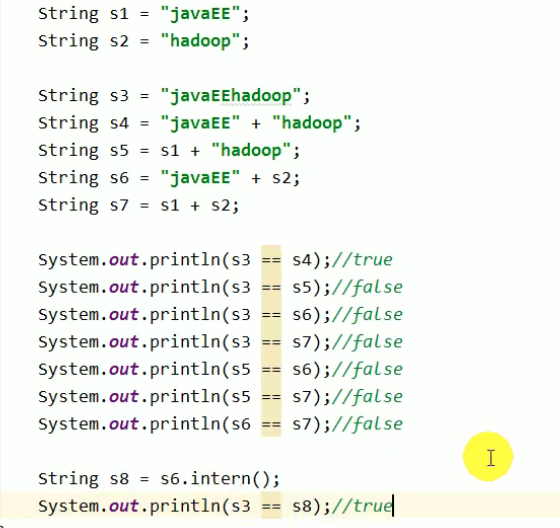 String s1 = "javaEE";
String s2 = "hadoop";
String s3 = "javaEEhadoop";
String s4 = "javaEE" + "hadoop";
String s5 = s1 + "hadoop";
String s6 = "javaEE" + s2;
String s7 = s1 + s2;
System.out.println(s3 == s4);//true
System.out.println(s3 == s5);//false
System.out.println(s3 == s6);//false
System.out.println(s3 == s7);//false
System.out.println(s5 == s6);//false
System.out.println(s5 == s7);//false
System.out.println(s6 == s7);//false
String s8 = s6.intern();
System.out.println(s3 == s8);//true